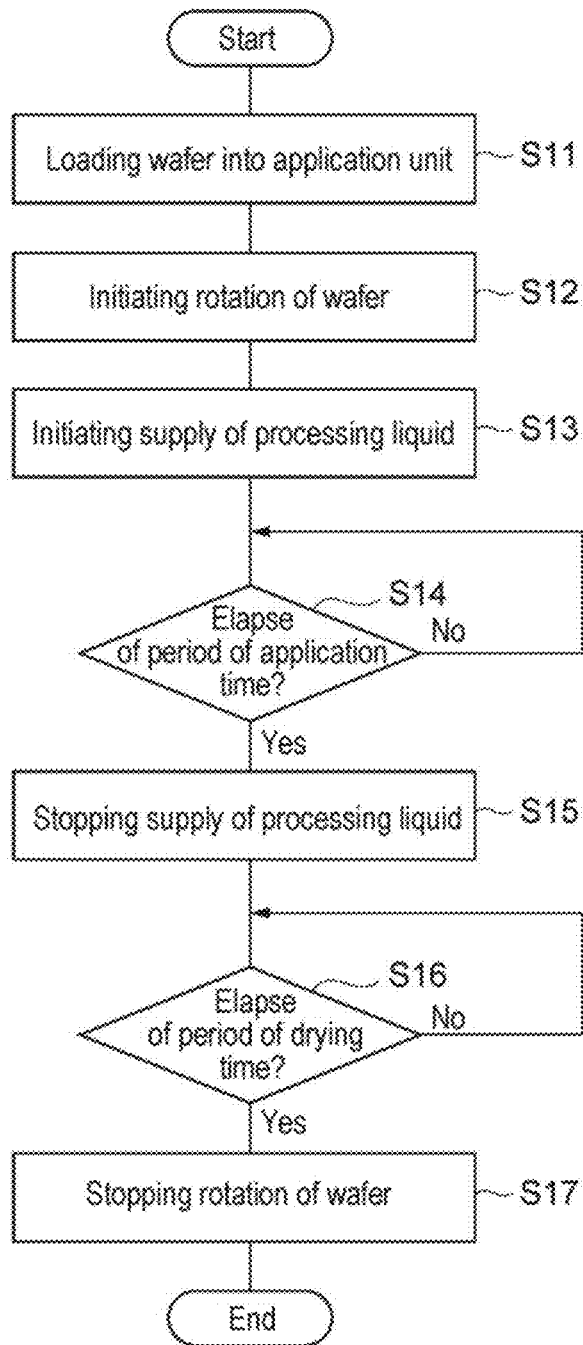 Start
Loading wafer into application unit
S11
Initiating rotation of wafer
S12
Initiating supply of processing liquid
S13
S14
Elapse
of period of application
time?
No
Yes
Stopping supply of processing liquid
S15
S16
Elapse
of period of drying
time?
No
Yes
Stopping rotation of wafer
S17
End